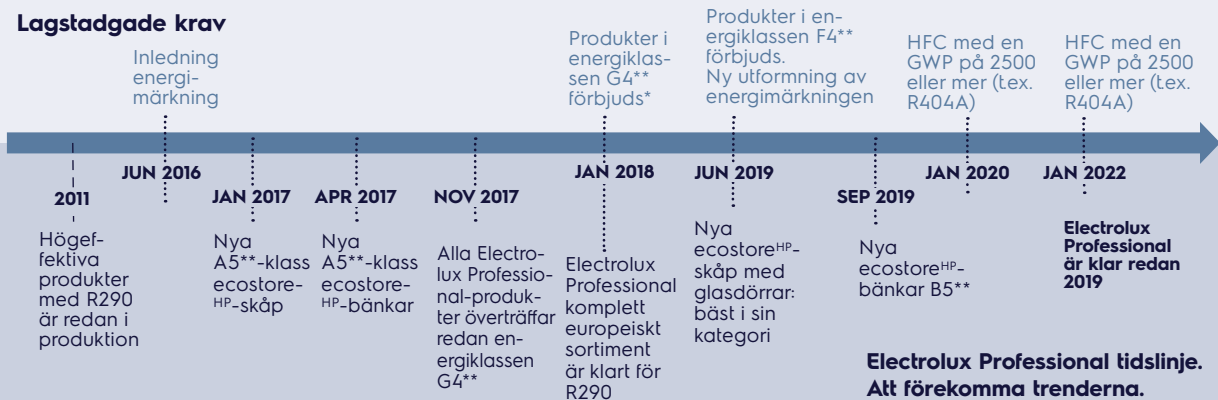 Lagstadgade krav
Inledning
energi-
märkning
Produkter i
energiklas-
sen G4**
förbjuds*
Produkter i en-
ergiklassen F4**
förbjuds.
Ny utformning av
energimärkningen
HFC med en
GWP på 2500
eller mer (t.ex.
R404A)
HFC med en
GWP på 2500
eller mer (t.ex.
R404A)
2011
JUN 2016
JAN 2017
APR 2017
NOV 2017
JAN 2018
JUN 2019
SEP 2019
JAN 2020
JAN 2022
Högef-
fektiva
produkter
med R290
är redan i
produktion
Nya
A5**-klass
ecostore-
HP-skåp
Nya
A5**-klass
ecostore-
HP-bänkar
Alla Electro-
lux Professio-
nal-produk-
ter överträffar
redan en-
ergiklassen
G4**
Electrolux
Professional
komplett
europeiskt
sortiment
är klart för
R290
Nya
ecostoreHP-
skåp med
glasdörrar:
bäst i sin
kategori
Nya
ecostoreHP-
bänkar B5**
Electrolux
Professional
är klar redan
2019
Electrolux Professional tidslinje.
Att förekomma trenderna.